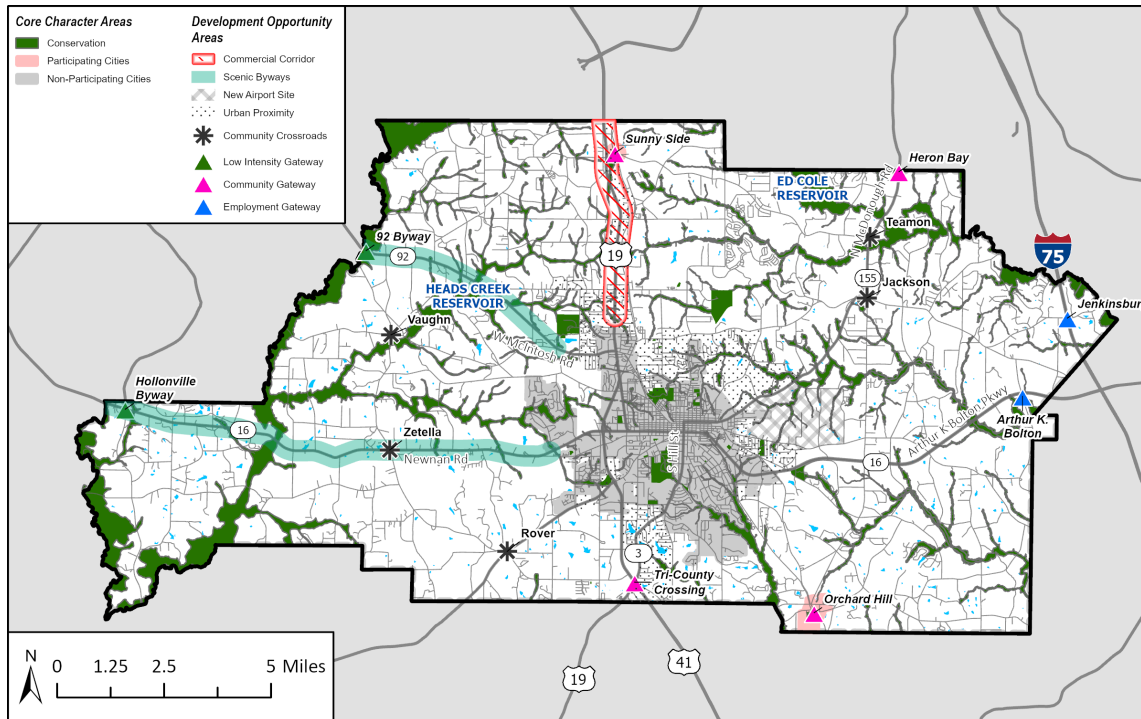 Core Character Areas
Conservation
Participating Cities
Non-Participating Cities
Development Opportunity
Areas
Commercial Corridor
Scenic Byways
New Airport Site
Urban Proximity
Community Crossroads
Low Intensity Gateway
Community Gateway
Employment Gateway
Sunny Side
Heron Bay
ED COLE
RESERVOIR
N McDonough Rd
Teamon
92 Byway
92
19
75
155
Jackson
HEADS CREEK
RESERVOIR
Jenkinsbur
Vaughn
W. McIntosh Rd
Hollonville
Byway
16
Zetella
Newnan Rd
S Hill St
Arthur K Bolton Pkwy
Arthur K.
Bolton
16
Rover
3
Tri-County
Crossing
Orchard Hill
N
0 1.25 2.5 5 Miles
19
41